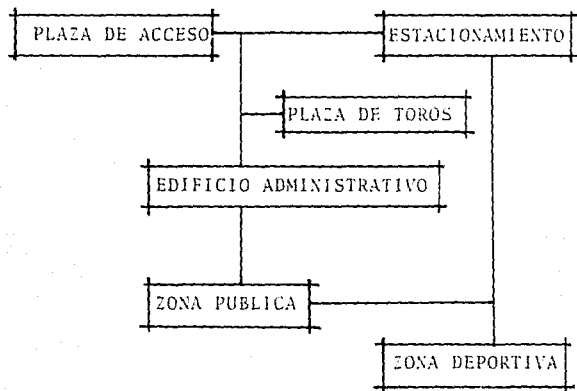 PLAZA DE ACCESO
ESTACIONAMIENTO
PLAZA DE TOROS
EDIFICIO ADMINISTRATIVO
ZONA PUBLICA
ZONA DEPORTIVA